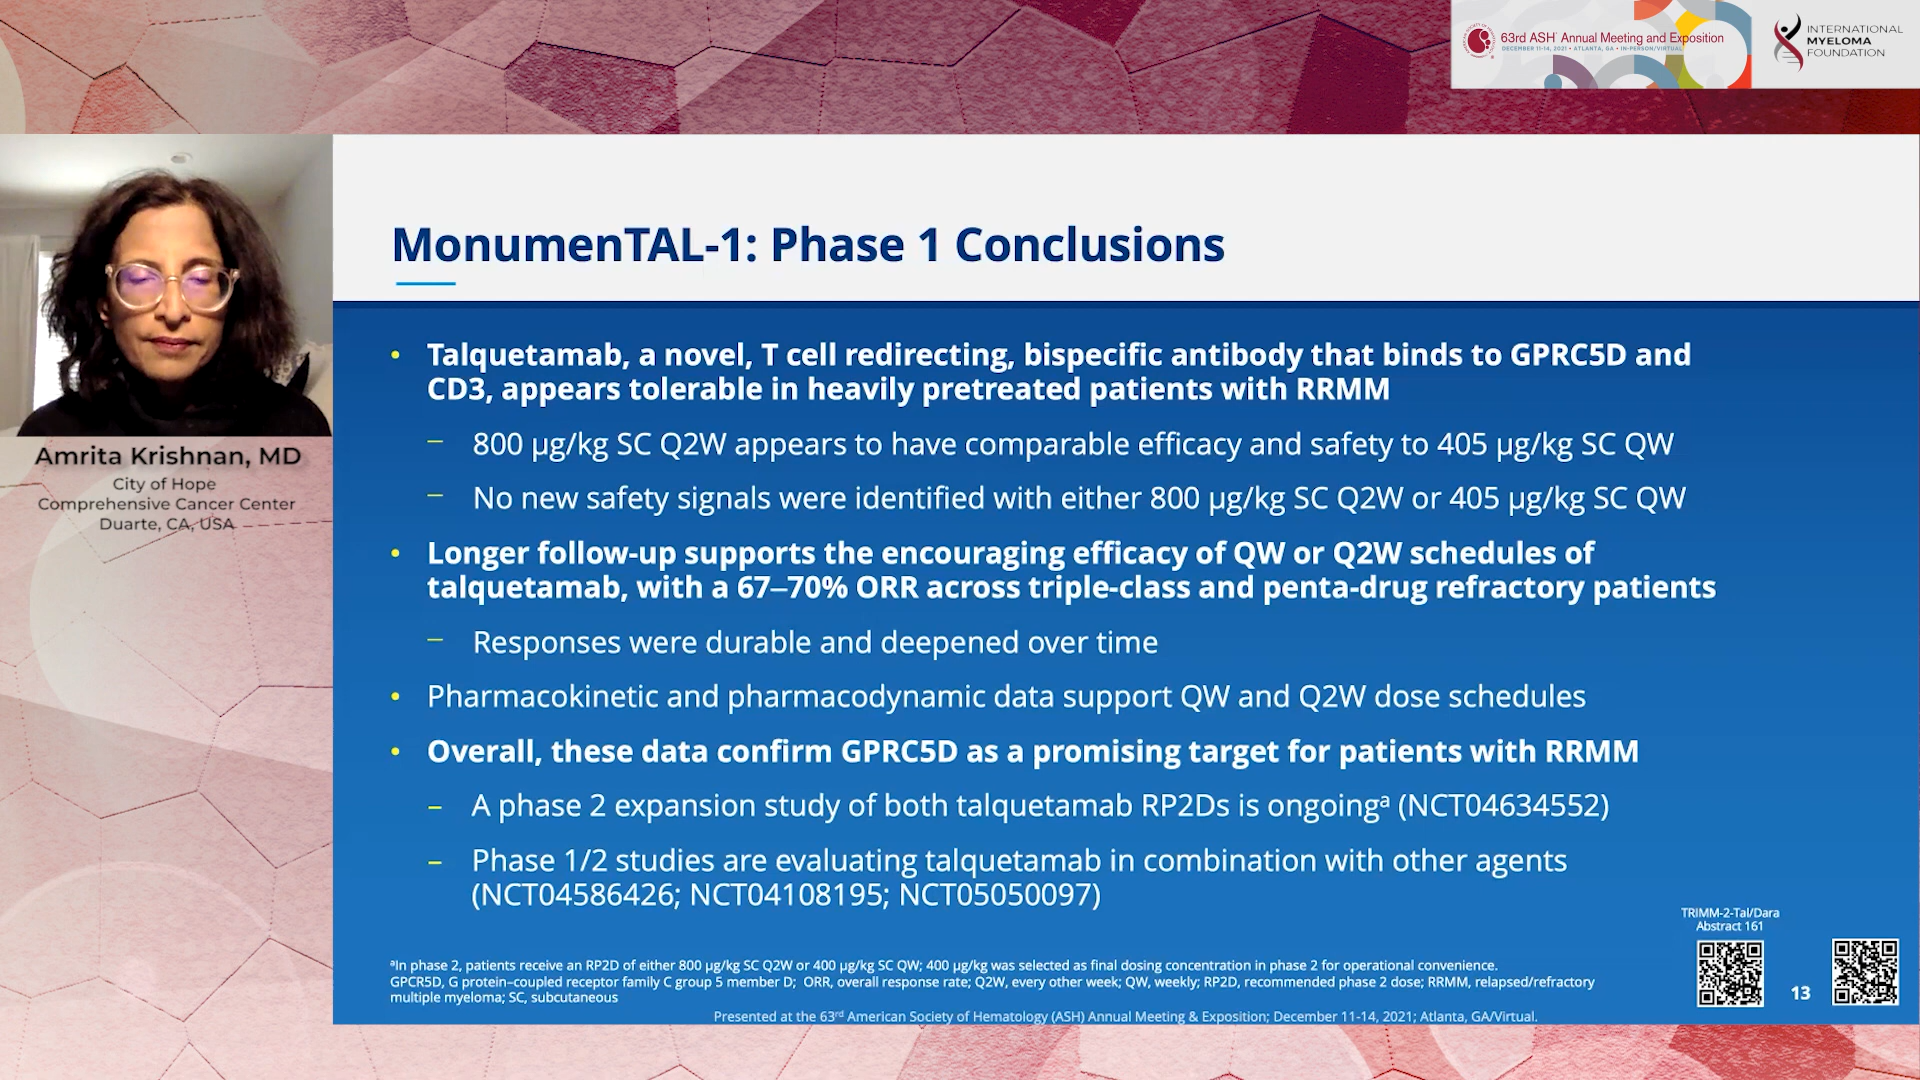 63rd ASH® Annual Meeting and Exposition
DECEMBER 11-14, 2021 • ATLANTA, GA • IN-PERSON/VIRTUAL
INTERNATIONAL
MYELOMA
FOUNDATION
MonumenTAL-1: Phase 1 Conclusions
• Talquetamab, a novel, T cell redirecting, bispecific antibody that binds to GPRC5D and
CD3, appears tolerable in heavily pretreated patients with RRMM
– 800 μg/kg SC Q2W appears to have comparable efficacy and safety to 405 μg/kg SC QW
– No new safety signals were identified with either 800 μg/kg SC Q2W or 405 μg/kg SC QW
• Longer follow-up supports the encouraging efficacy of QW or Q2W schedules of
talquetamab, with a 67–70% ORR across triple-class and penta-drug refractory patients
– Responses were durable and deepened over time
• Pharmacokinetic and pharmacodynamic data support QW and Q2W dose schedules
• Overall, these data confirm GPRC5D as a promising target for patients with RRMM
– A phase 2 expansion study of both talquetamab RP2Ds is ongoingª (NCT04634552)
– Phase 1/2 studies are evaluating talquetamab in combination with other agents
(NCT04586426; NCT04108195; NCT05050097)
TRIMM-2-Tal/Dara
Abstract 161
ªIn phase 2, patients receive an RP2D of either 800 μg/kg SC Q2W or 400 μg/kg SC QW; 400 μg/kg was selected as final dosing concentration in phase 2 for operational convenience.
GPCR5D, G protein–coupled receptor family C group 5 member D; ORR, overall response rate; Q2W, every other week; QW, weekly; RP2D, recommended phase 2 dose; RRMM, relapsed/refractory
multiple myeloma; SC, subcutaneous
13
Presented at the 63rd American Society of Hematology (ASH) Annual Meeting & Exposition; December 11-14, 2021; Atlanta, GA/Virtual.
Amrita Krishnan, MD
City of Hope
Comprehensive Cancer Center
Duarte, CA, USA